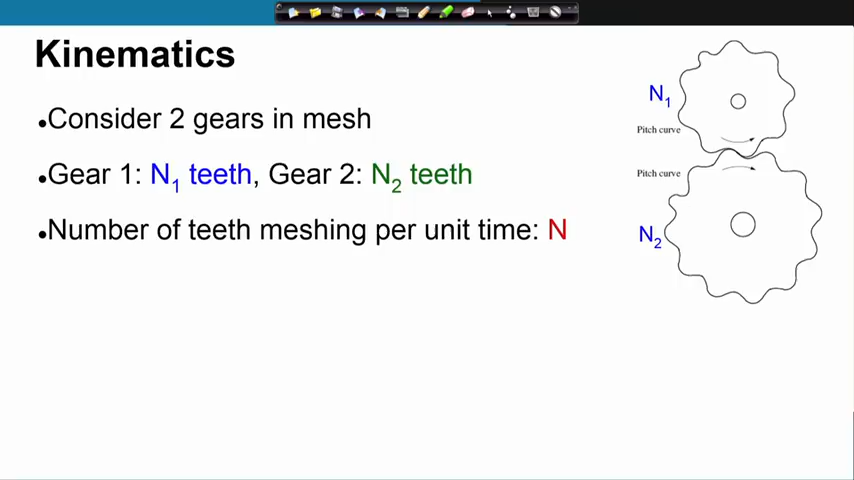 Kinematics
•Consider 2 gears in mesh
•Gear 1: N1 teeth, Gear 2: N2 teeth
•Number of teeth meshing per unit time: N
N1
Pitch curve
Pitch curve
N2